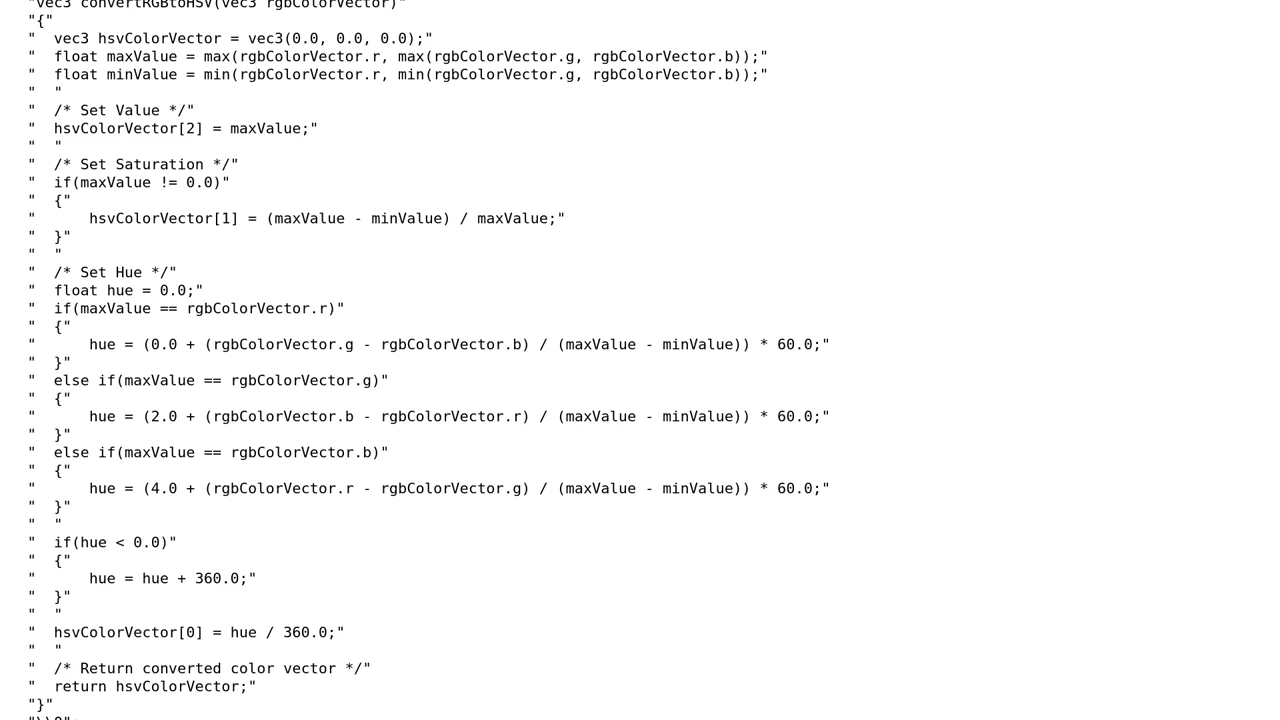 "vec3 convertRGBtoHSV(vec3 rgbColorVector)"
"{"
"  vec3 hsvColorVector = vec3(0.0, 0.0, 0.0);"
"  float maxValue = max(rgbColorVector.r, max(rgbColorVector.g, rgbColorVector.b));"
"  float minValue = min(rgbColorVector.r, min(rgbColorVector.g, rgbColorVector.b));"
"  "
"  /* Set Value */"
"  hsvColorVector[2] = maxValue;"
"  "
"  /* Set Saturation */"
"  if(maxValue != 0.0)"
"  {"
"      hsvColorVector[1] = (maxValue - minValue) / maxValue;"
"  }"
"  "
"  /* Set Hue */"
"  float hue = 0.0;"
"  if(maxValue == rgbColorVector.r)"
"  {"
"      hue = (0.0 + (rgbColorVector.g - rgbColorVector.b) / (maxValue - minValue)) * 60.0;"
"  }"
"  else if(maxValue == rgbColorVector.g)"
"  {"
"      hue = (2.0 + (rgbColorVector.b - rgbColorVector.r) / (maxValue - minValue)) * 60.0;"
"  }"
"  else if(maxValue == rgbColorVector.b)"
"  {"
"      hue = (4.0 + (rgbColorVector.r - rgbColorVector.g) / (maxValue - minValue)) * 60.0;"
"  }"
"  "
"  if(hue < 0.0)"
"  {"
"      hue = hue + 360.0;"
"  }"
"  "
"  hsvColorVector[0] = hue / 360.0;"
"  "
"  /* Return converted color vector */"
"  return hsvColorVector;"
"}"